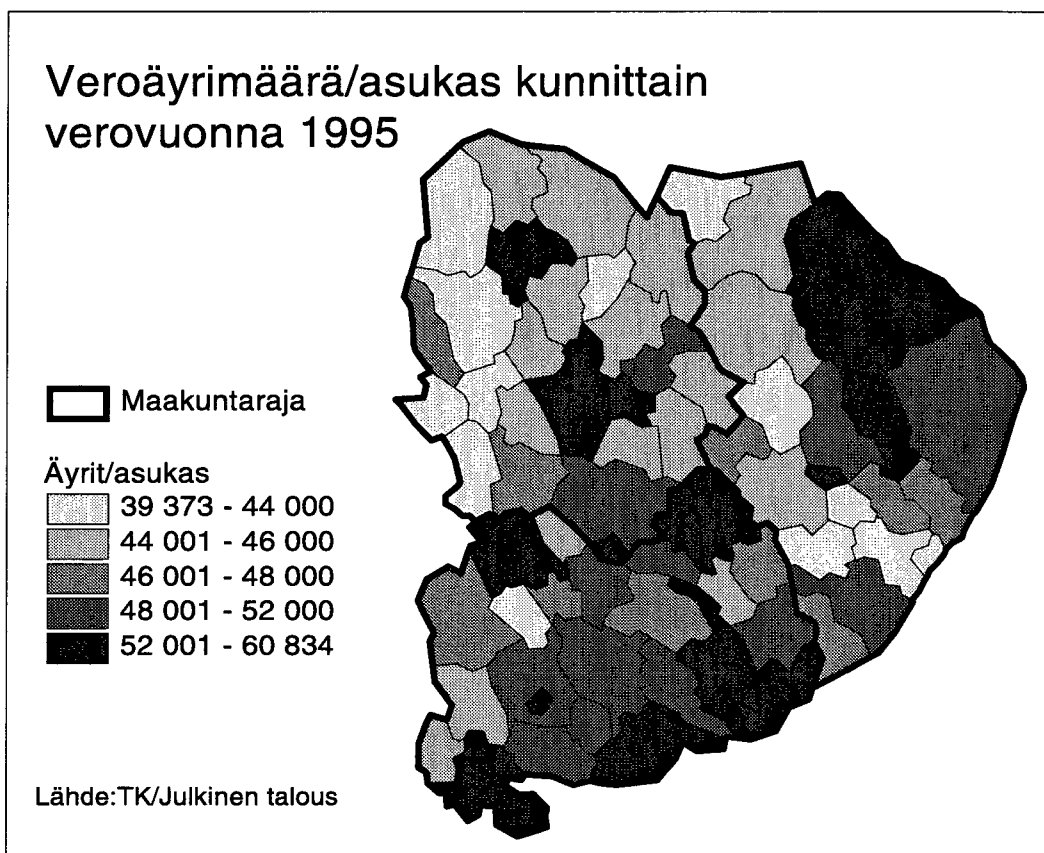 Veroäyrimäärä/asukas kunnittain
verovuonna 1995
Maakuntaraja
Äyrit/asukas
39 373 - 44 000
44 001 - 46 000
46 001 - 48 000
48 001 - 52 000
52 001 - 60 834
Lähde:TK/Julkinen talous